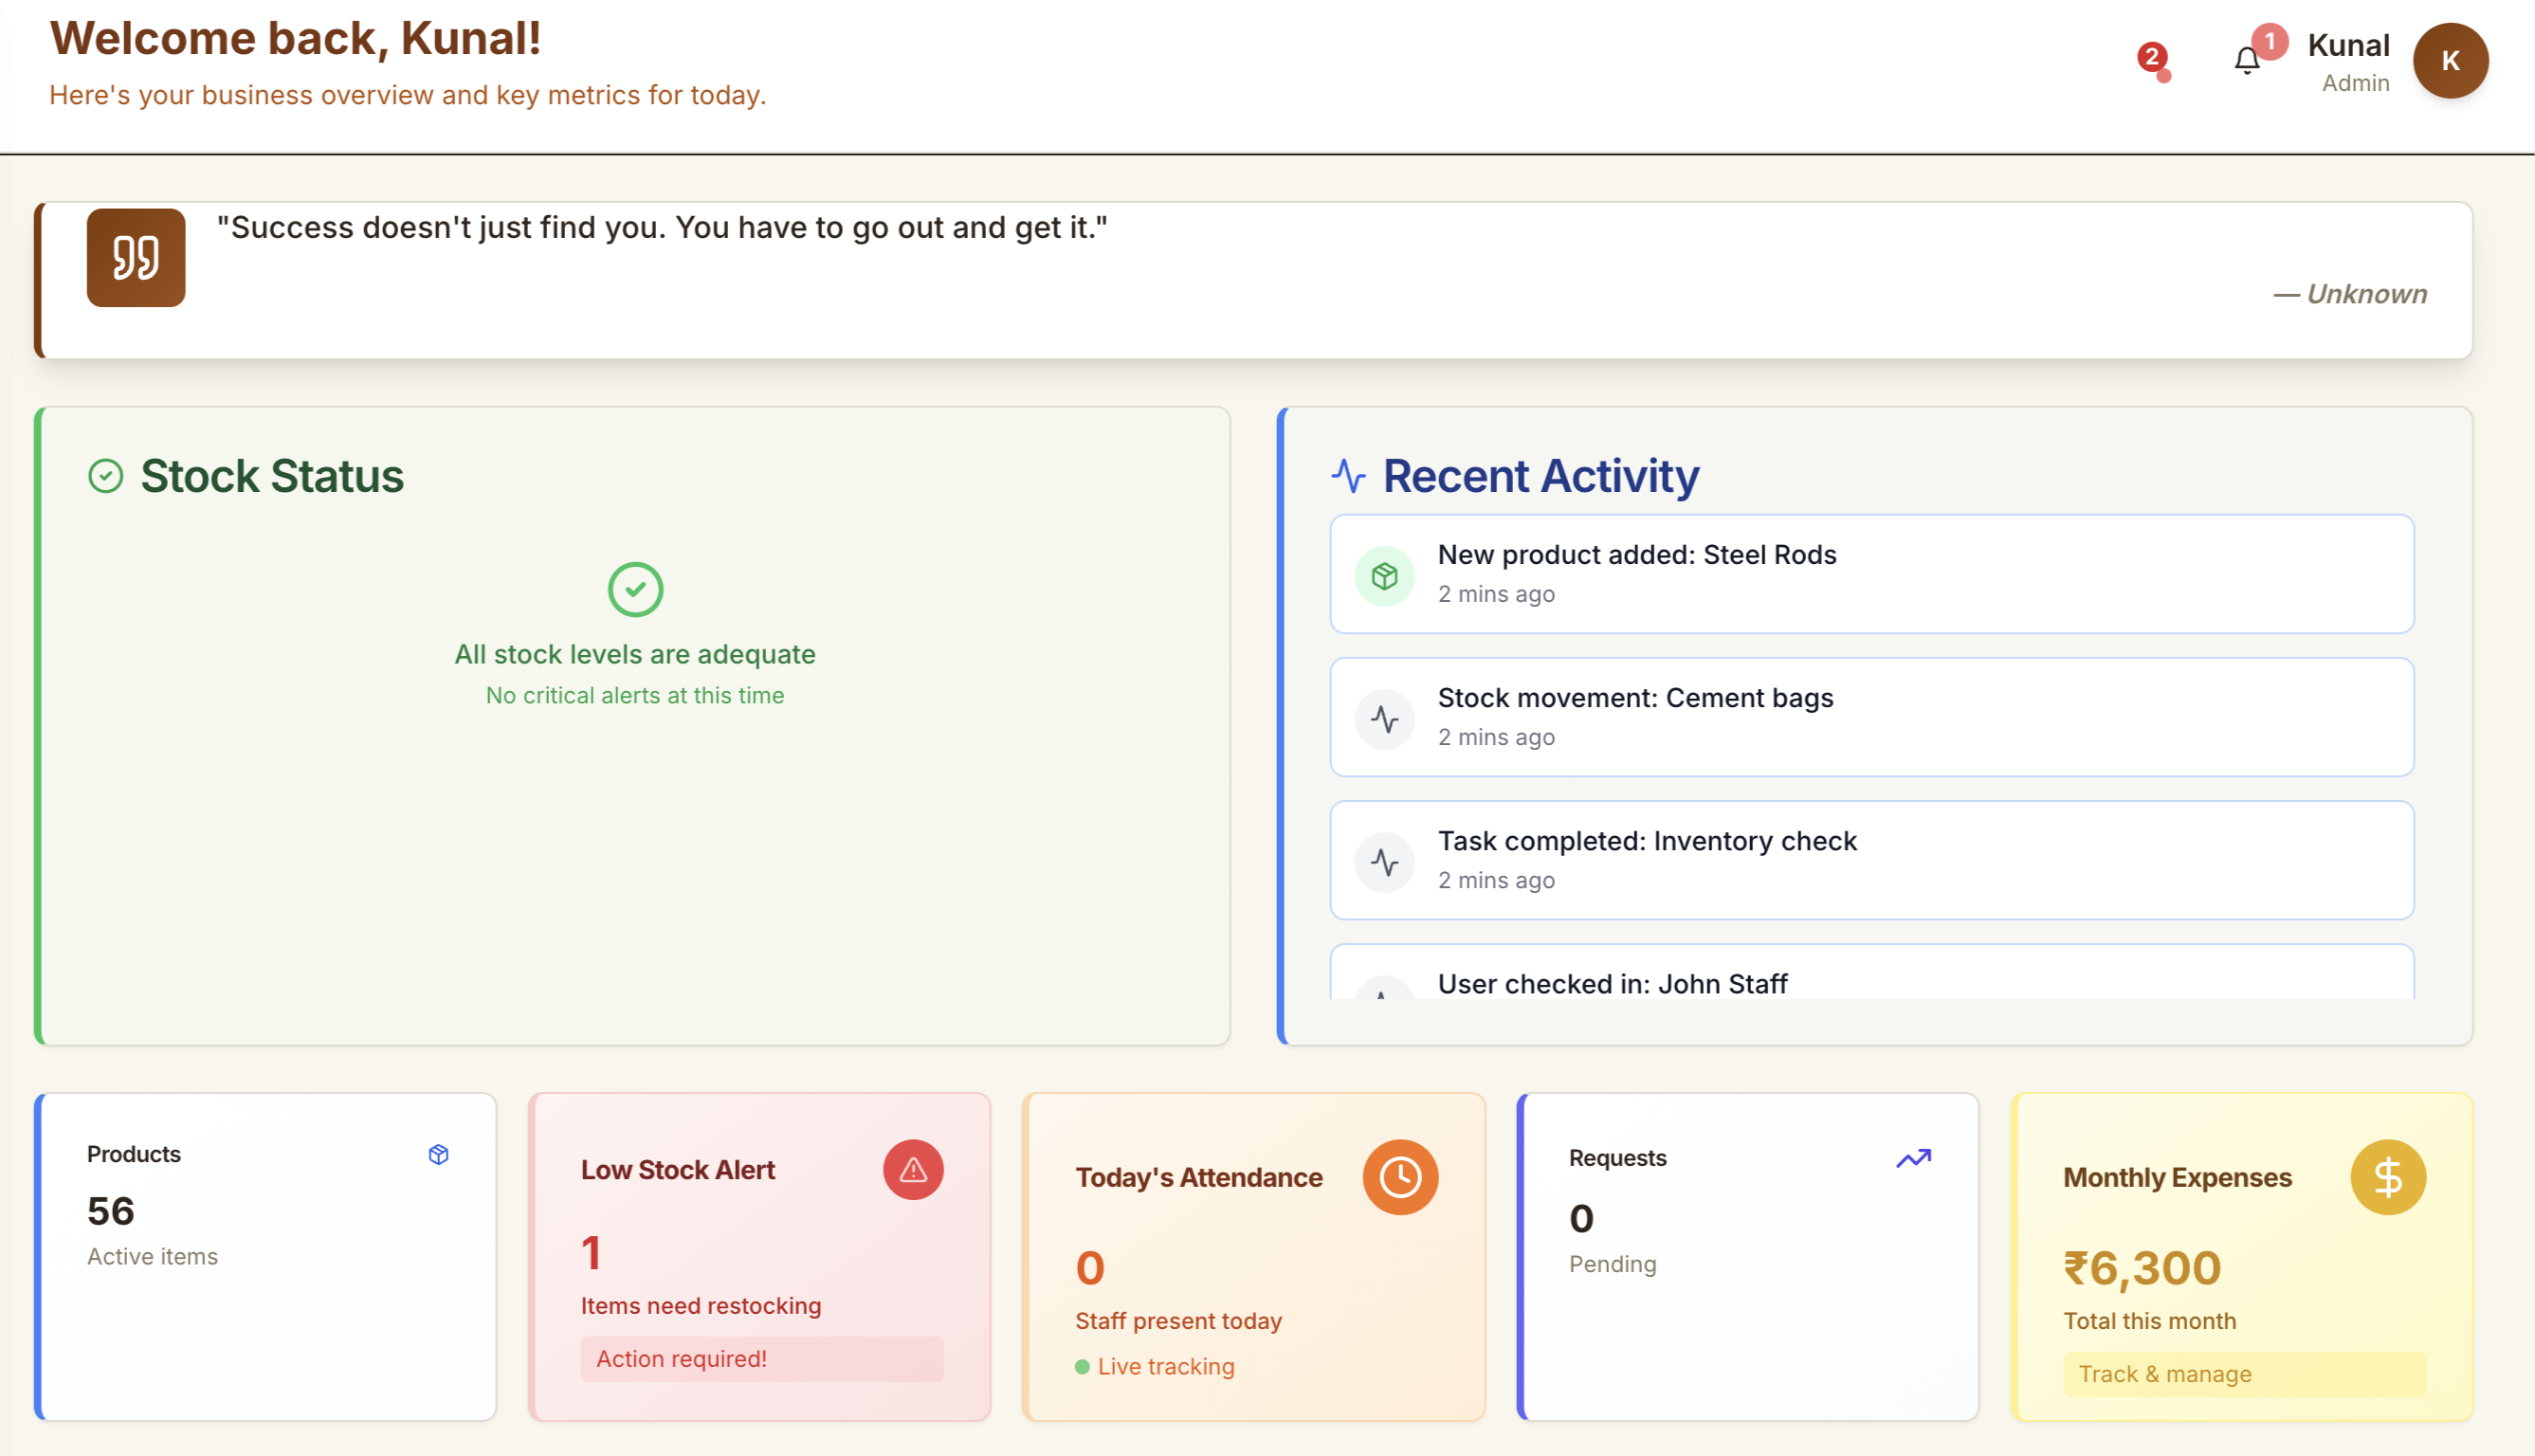 Welcome back, Kunal!
Here's your business overview and key metrics for today.
2
1
Kunal
Admin
K
"Success doesn't just find you. You have to go out and get it."
— Unknown
Stock Status
All stock levels are adequate
No critical alerts at this time
Recent Activity
New product added: Steel Rods
2 mins ago
Stock movement: Cement bags
2 mins ago
Task completed: Inventory check
2 mins ago
User checked in: John Staff
Products
56
Active items
Low Stock Alert
1
Items need restocking
Action required!
Today's Attendance
0
Staff present today
Live tracking
Requests
0
Pending
Monthly Expenses
₹6,300
Total this month
Track & manage